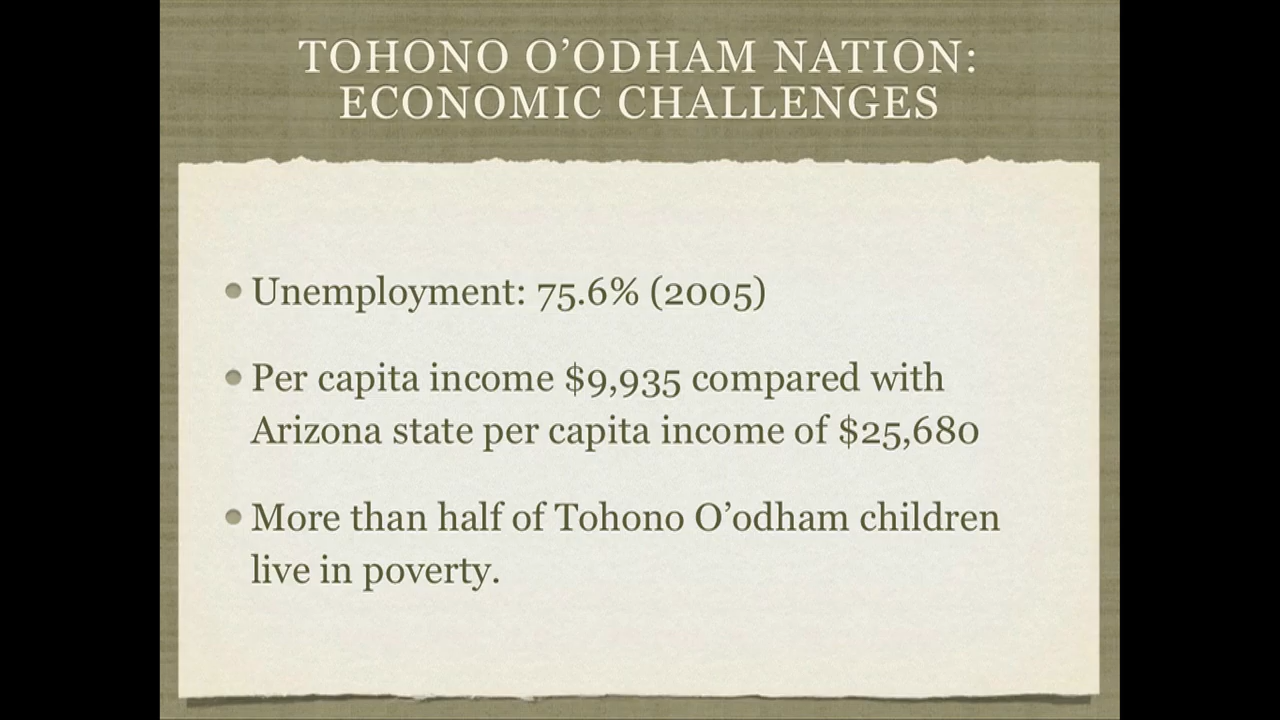 TOHONO O’ODHAM NATION:
ECONOMIC CHALLENGES
Unemployment: 75.6% (2005)
Per capita income $9,935 compared with
Arizona state per capita income of $25,680
More than half of Tohono O’odham children
live in poverty.